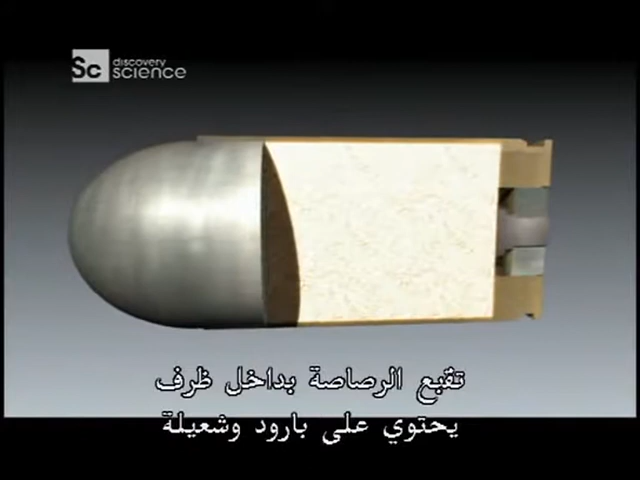 Sc discovery
science
تقبع الرصاصة بداخل ظرف
يحتوي على بارود وشعيلة